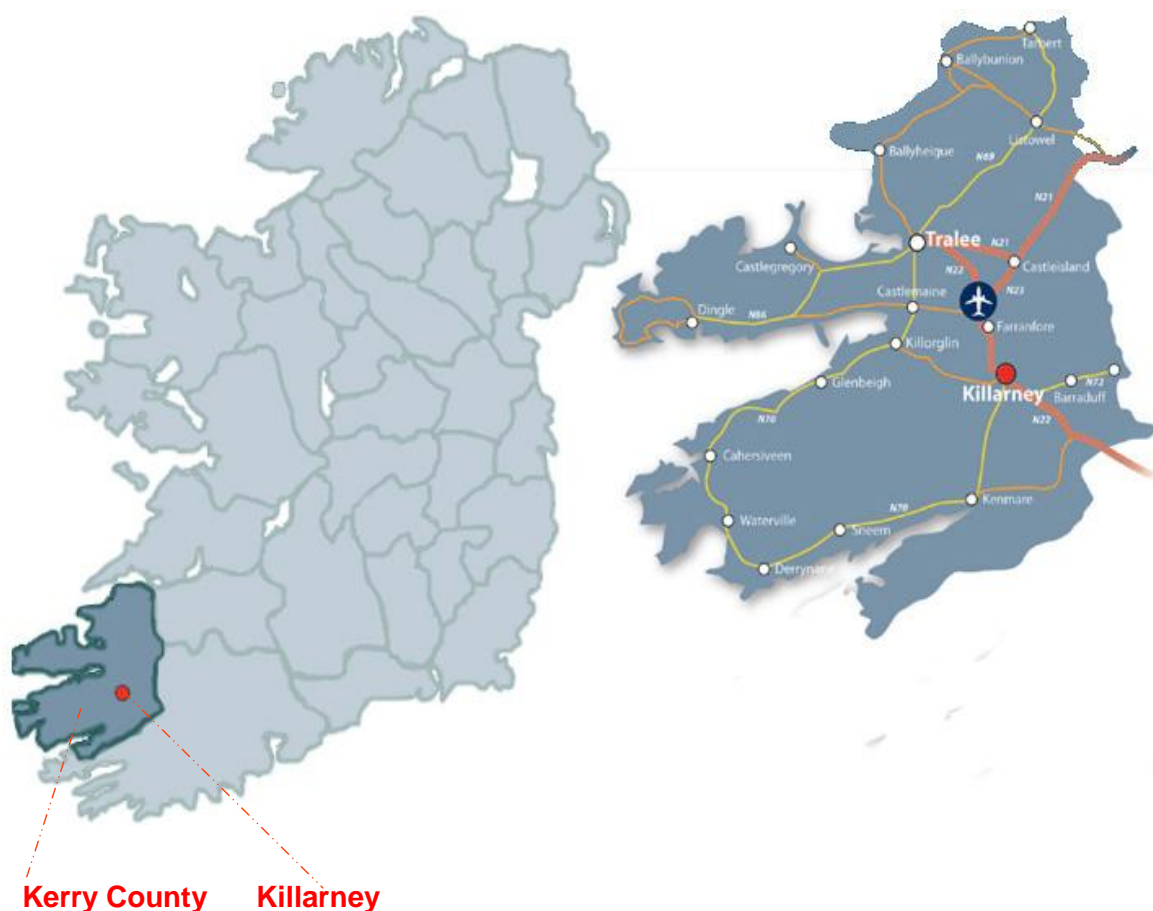 Tarbert
Ballybunion
Listowel
Ballyheigue
N69
N21
Tralee
N21
Castleisland
Castlegregory
N22
N23
Castlemaine
Dingle
N86
Farranfore
Killorglin
Killarney
Glenbeigh
N72
Barraduff
N22
N70
Cahersiveen
Kenmare
N70
Waterville
Sneem
Derrynane
Kerry County Killarney